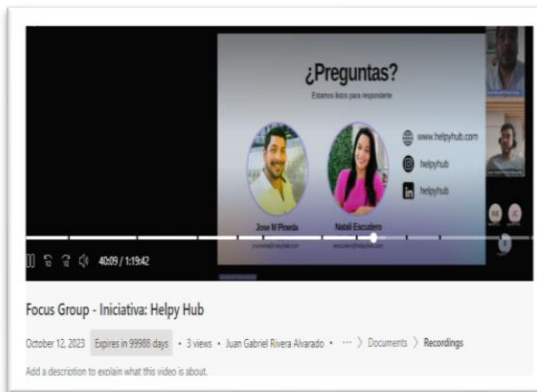 ¿Preguntas?
Estamos listos para responderte
www.helpyhub.com
helpyhub
helpyhub
Jose M Pineda
Natali Escudero
40:09 / 1:19:42
Focus Group - Iniciativa: Helpy Hub
October 12, 2023 Expires in 99988 days • 3 views • Juan Gabriel Rivera Alvarado • ··· > Documents > Recordings
Add a description to explain what this video is about.